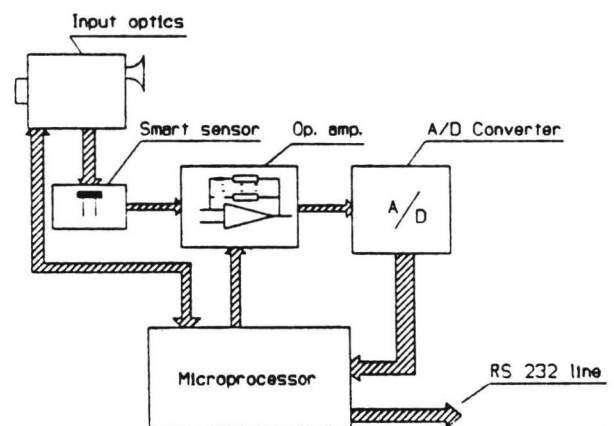 Input optics
Smart sensor
Op. amp.
A/D Converter
A/D
Microprocessor
RS 232 line